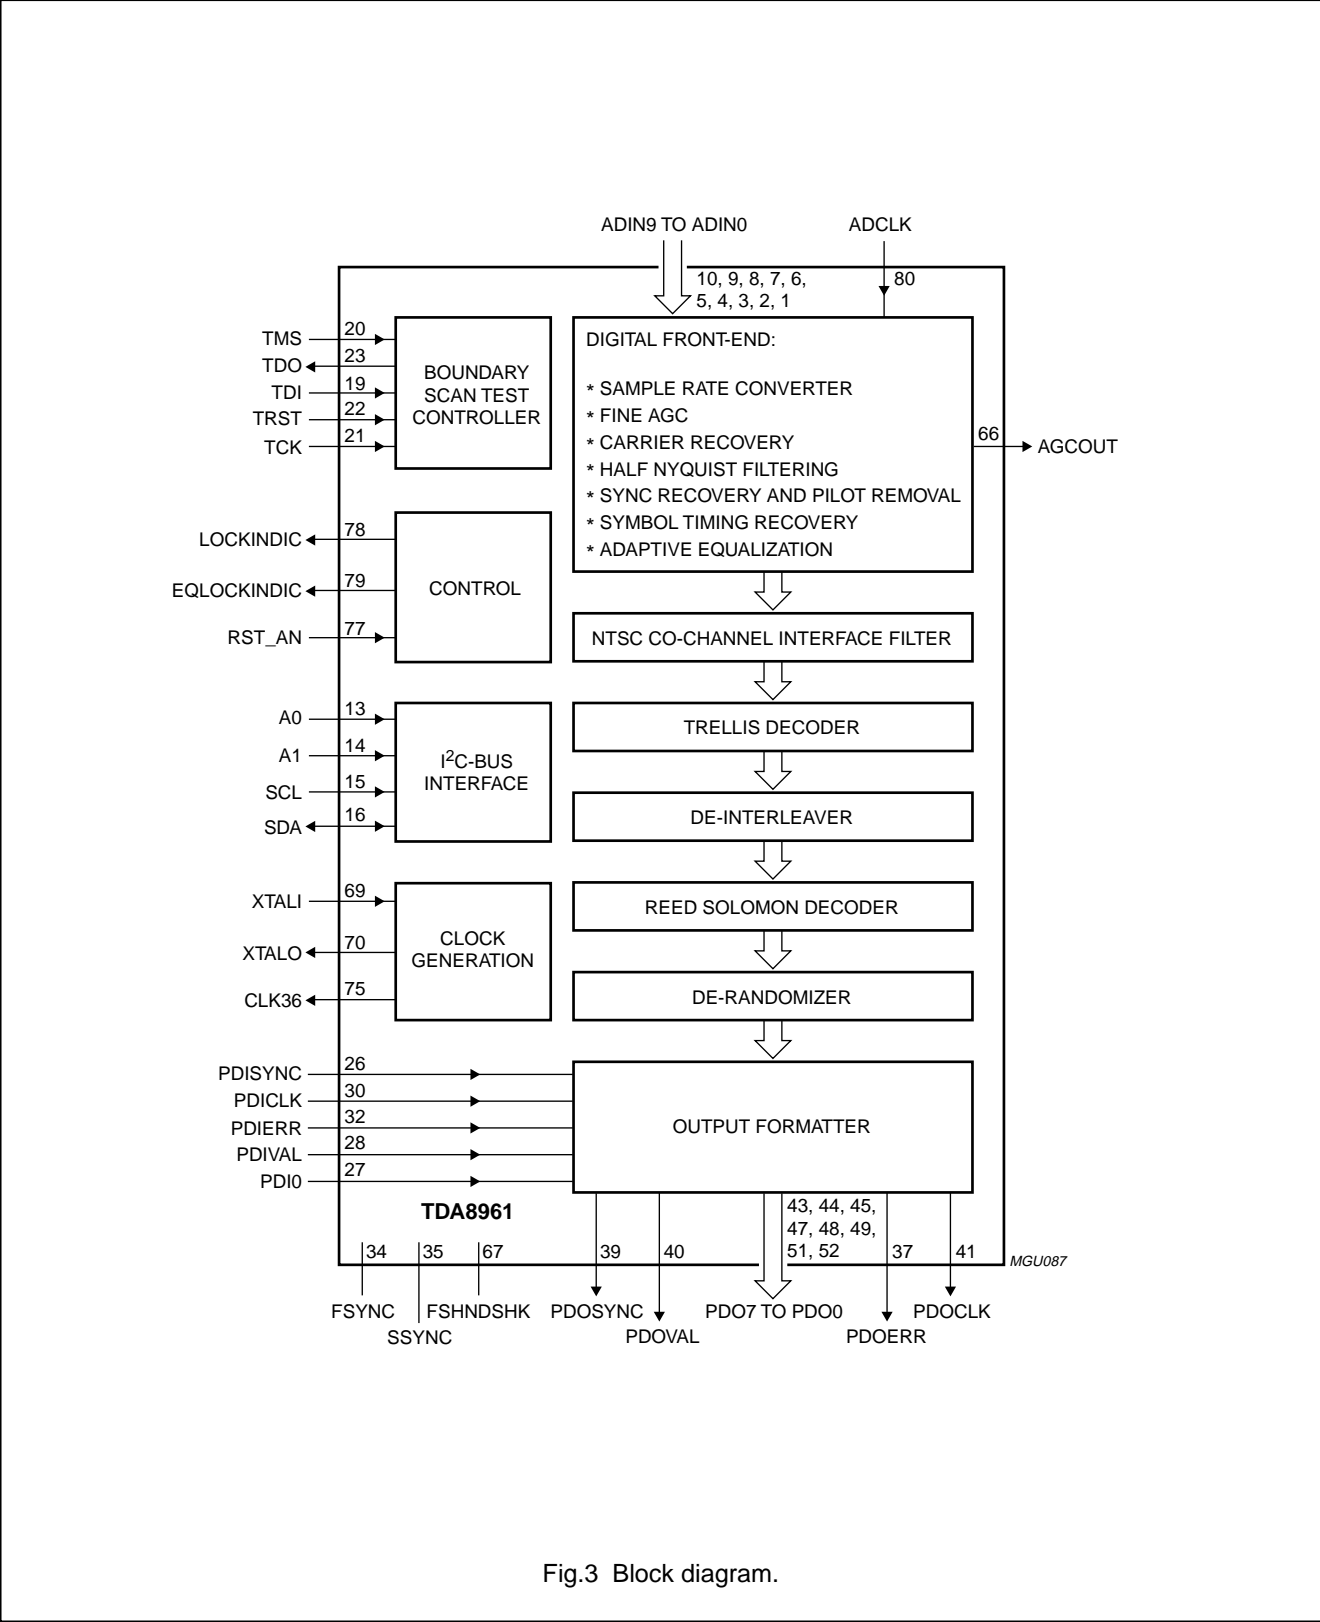 ADIN9 TO ADIN0
ADCLK
10, 9, 8, 7, 6,
5, 4, 3, 2, 1
80
TMS
20
TDO
23
TDI
19
TRST
22
TCK
21
BOUNDARY
SCAN TEST
CONTROLLER
DIGITAL FRONT-END:
* SAMPLE RATE CONVERTER
* FINE AGC
* CARRIER RECOVERY
* HALF NYQUIST FILTERING
* SYNC RECOVERY AND PILOT REMOVAL
* SYMBOL TIMING RECOVERY
* ADAPTIVE EQUALIZATION
66
AGCOUT
LOCKINDIC
78
EQLOCKINDIC
79
RST_AN
77
CONTROL
NTSC CO-CHANNEL INTERFACE FILTER
A0
13
A1
14
SCL
15
SDA
16
I2C-BUS
INTERFACE
TRELLIS DECODER
DE-INTERLEAVER
XTALI
69
XTALO
70
CLK36
75
CLOCK
GENERATION
REED SOLOMON DECODER
DE-RANDOMIZER
PDISYNC
26
PDICLK
30
PDIERR
32
PDIVAL
28
PDI0
27
OUTPUT FORMATTER
TDA8961
34
35
67
39
40
43, 44, 45,
47, 48, 49,
51, 52
37
41
MGU087
FSYNC
SSYNC
FSHNDSHK
PDOSYNC
PDOVAL
PDO7 TO PDO0
PDOERR
PDOCLK
Fig.3 Block diagram.